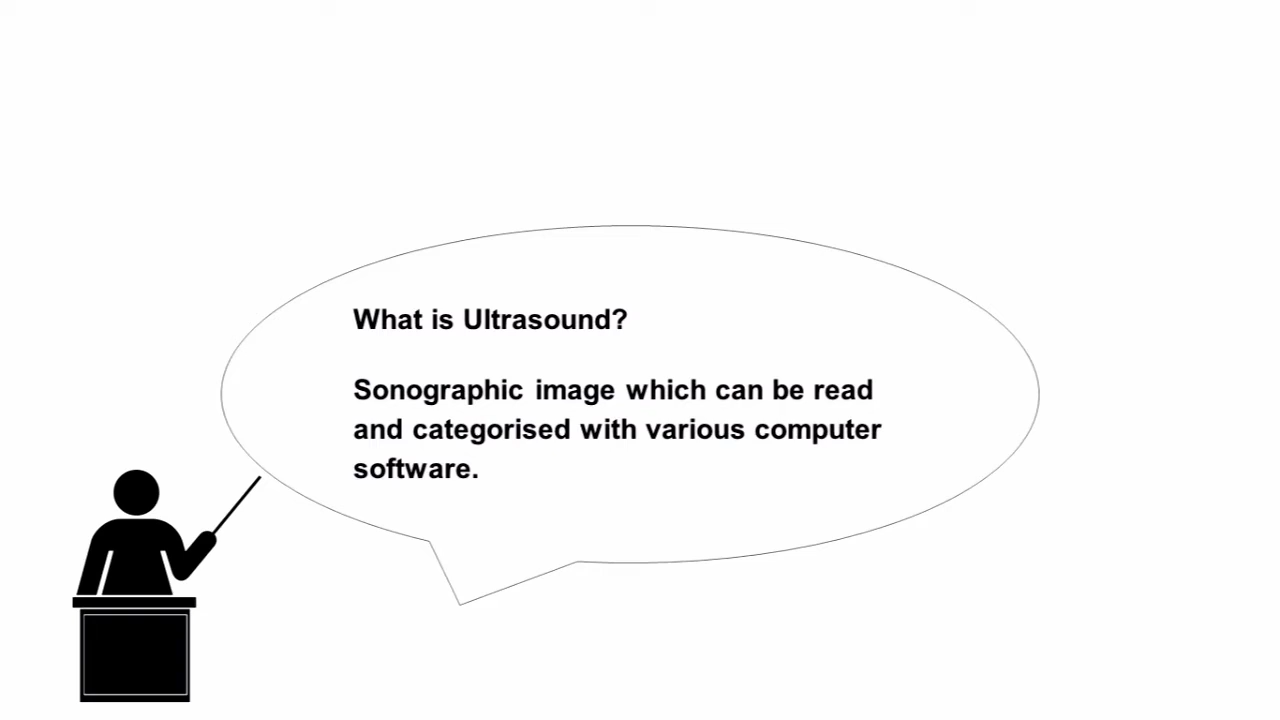 What is Ultrasound?
Sonographic image which can be read
and categorised with various computer
software.